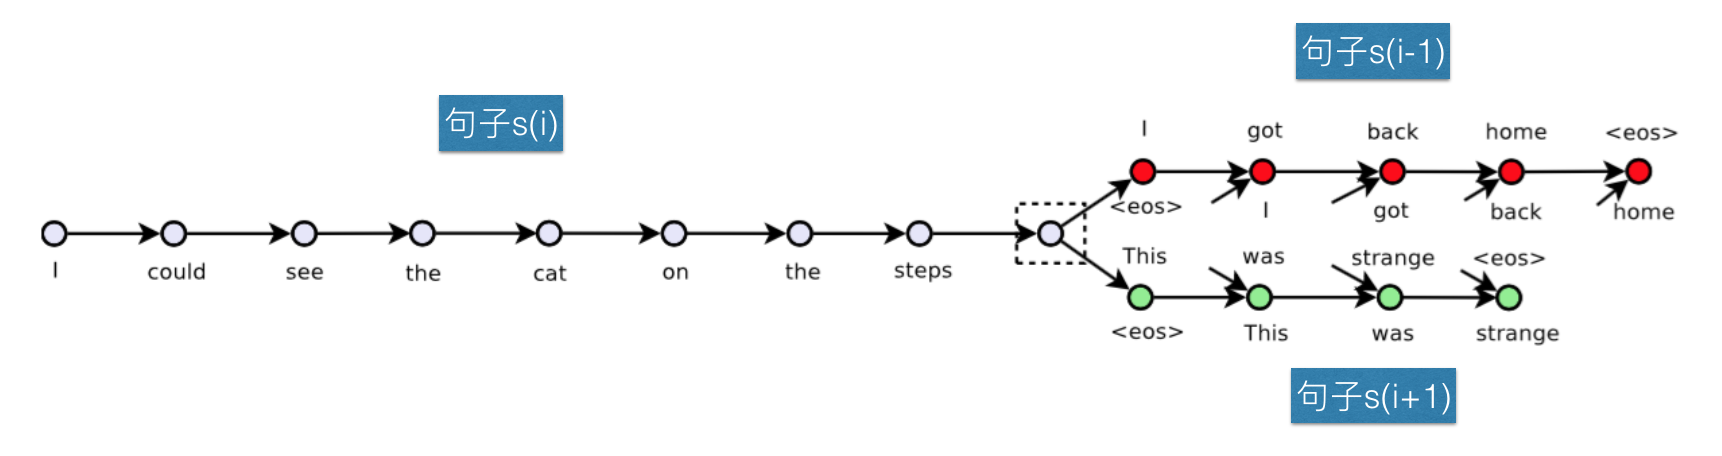 句子s(i-1)
句子s(i)
I got back home <eos>
<eos> I got back home
I could see the cat on the steps
This was strange <eos>
<eos> This was strange
句子s(i+1)